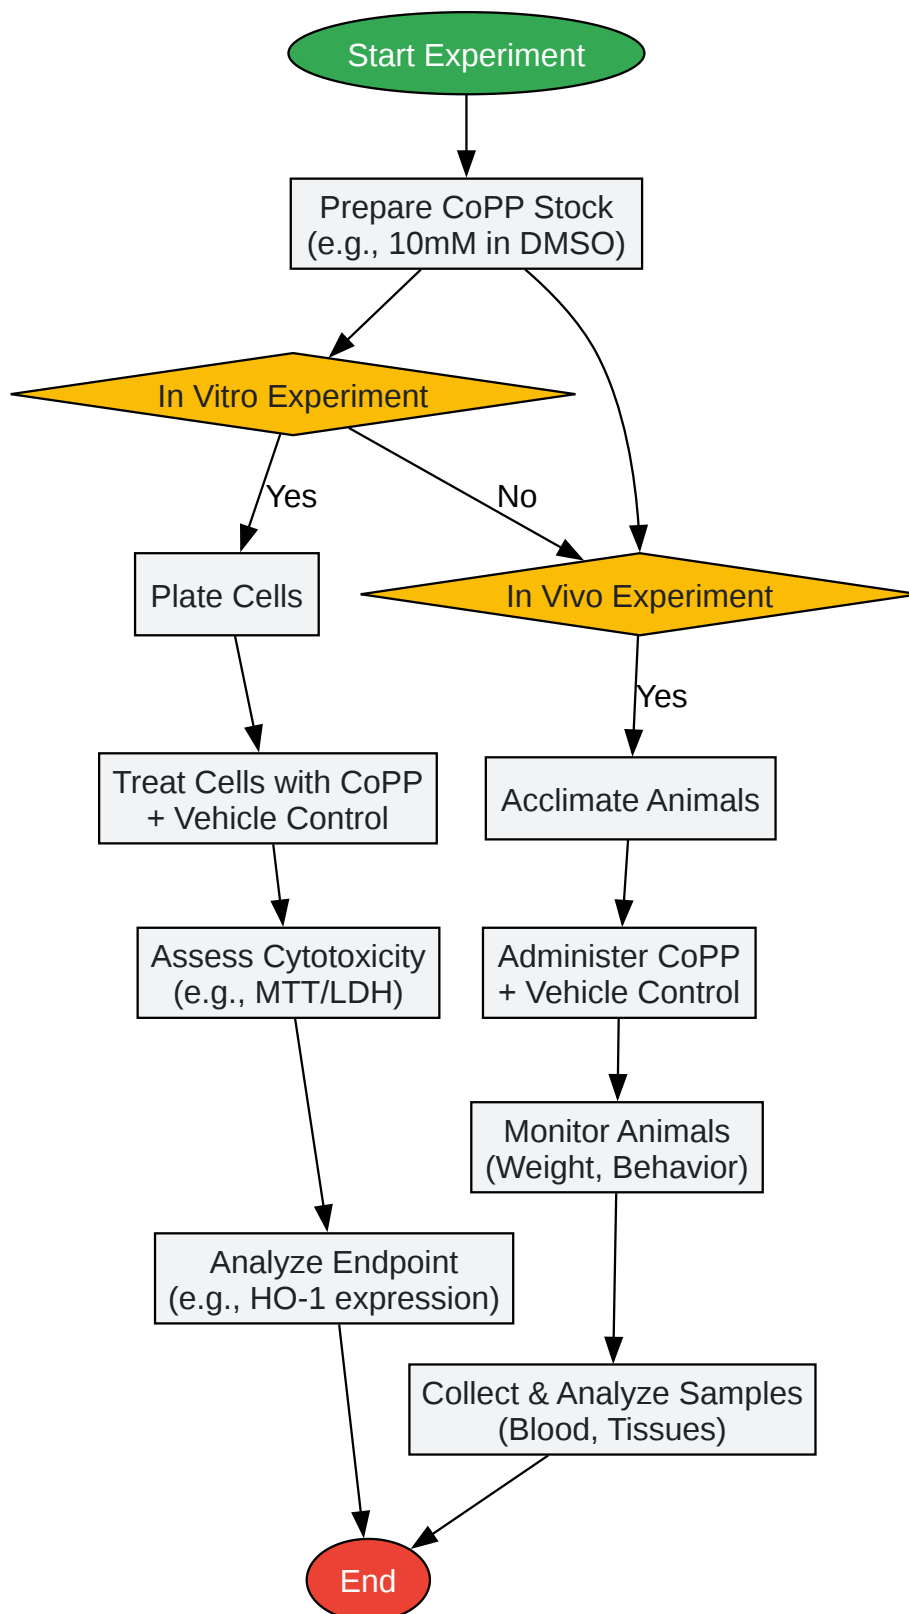 Start Experiment
Prepare CoPP Stock
(e.g., 10mM in DMSO)
In Vitro Experiment
Yes
No
Plate Cells
In Vivo Experiment
Yes
Treat Cells with CoPP
+ Vehicle Control
Acclimate Animals
Assess Cytotoxicity
(e.g., MTT/LDH)
Administer CoPP
+ Vehicle Control
Monitor Animals
(Weight, Behavior)
Analyze Endpoint
(e.g., HO-1 expression)
Collect & Analyze Samples
(Blood, Tissues)
End